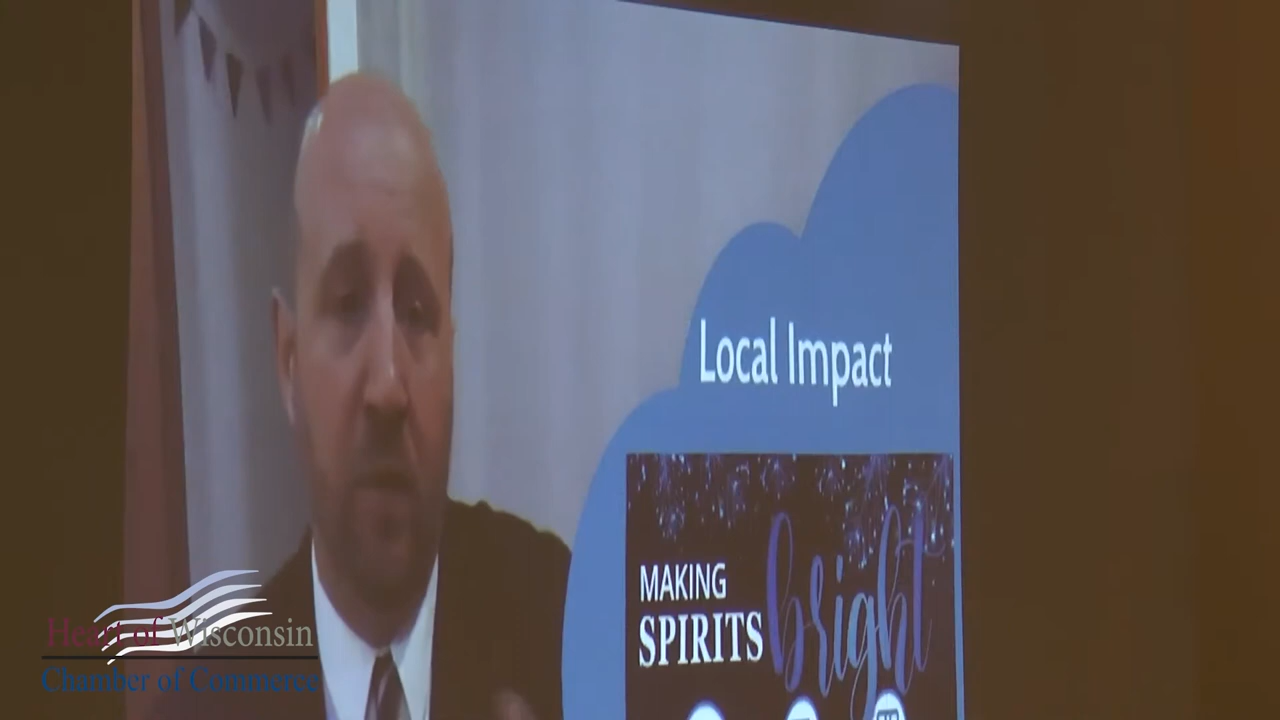 Local Impact
MAKING
SPIRITS bright
Heart of Wisconsin
Chamber of Commerce